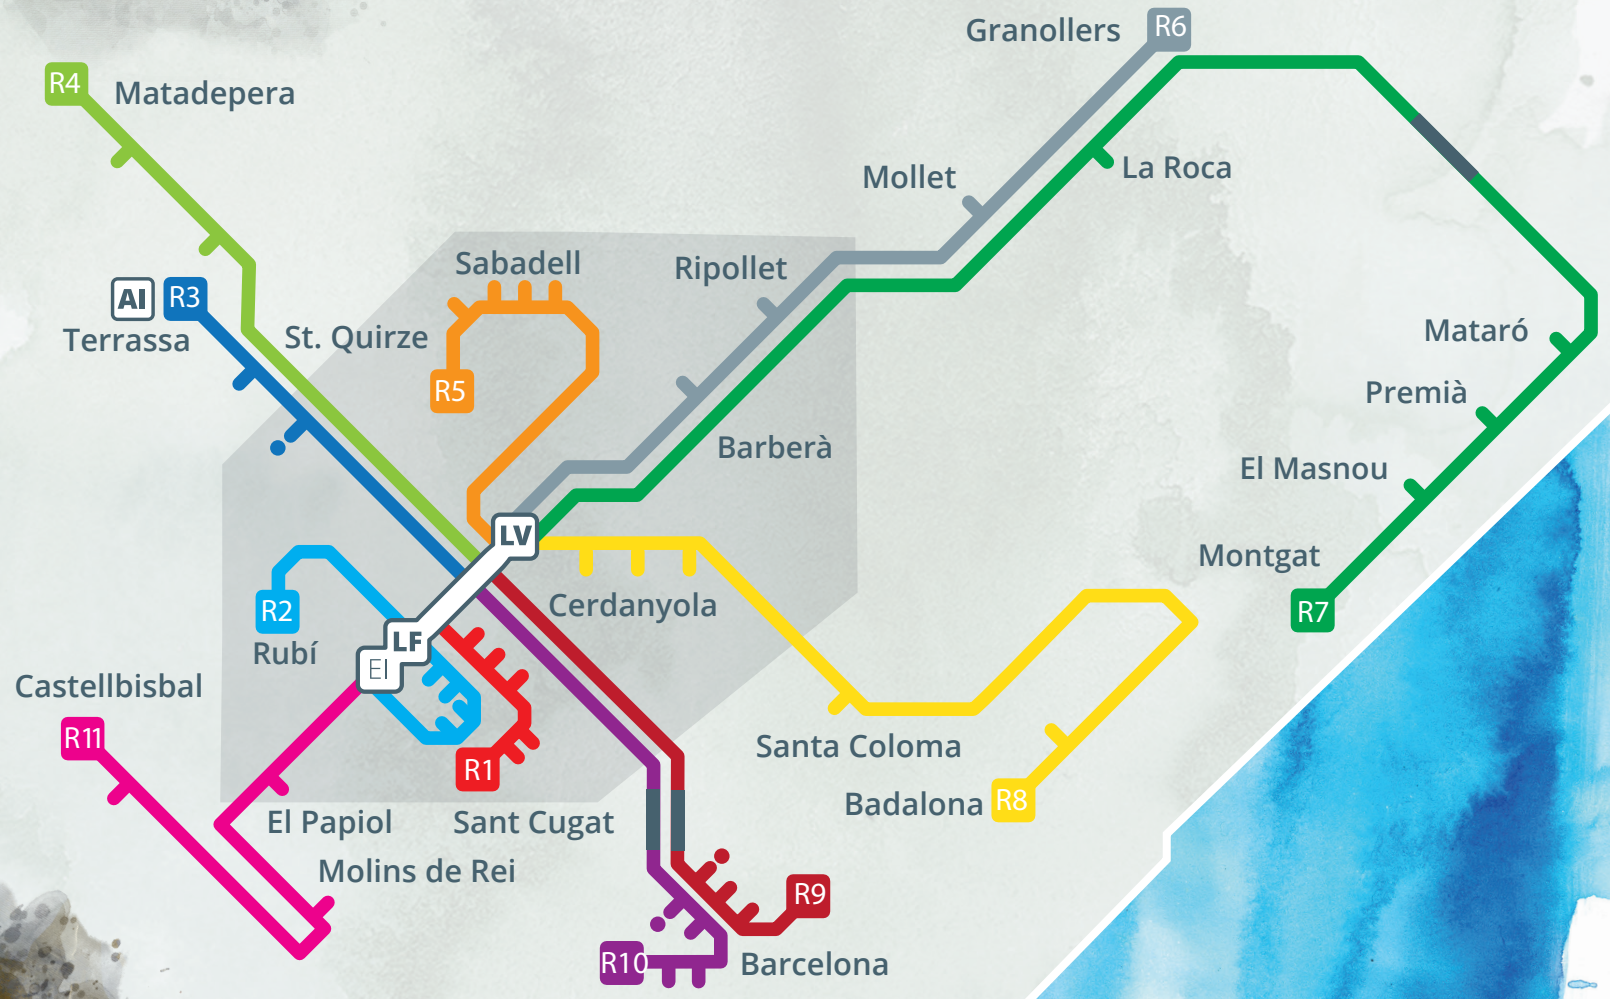 Granollers R6
R4 Matadepera
La Roca
Mollet
Sabadell
Ripollet
AI R3
Terrassa
St. Quirze
Mataró
R5
Premià
Barberà
El Masnou
LV
Montgat
Cerdanyola
R2
R7
LF
Rubí
EI
Castellbisbal
R11
Santa Coloma
R1
Badalona R8
El Papiol
Sant Cugat
Molins de Rei
R9
R10
Barcelona